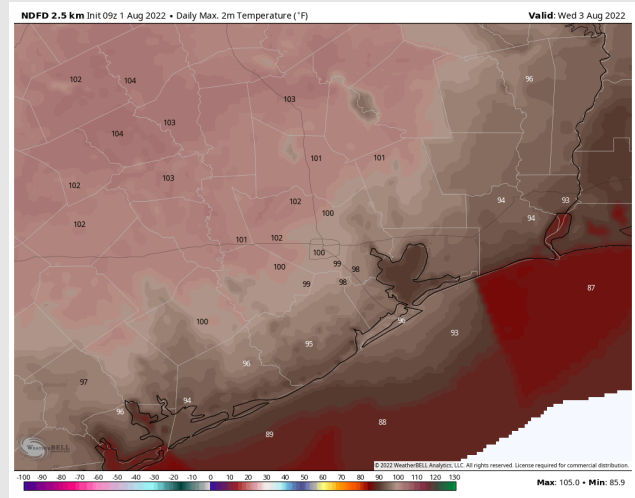 NDFD 2.5 km Init 09z 1 Aug 2022 • Daily Max. 2m Temperature (°F) Valid: Wed 3 Aug 2022
102 104 96
103
103
104
101 101
103
102
102 94 93
100 94
102
101 102
100
100 99 98
99 98
87
100 96
93
95
96
97
94
96
88
89
WeatherBELL
© 2022 WeatherBELL Analytics, LLC. All rights reserved. License required for commercial distribution.
-100 -90 -80 -70 -60 -50 -40 -30 -20 -10 0 10 20 30 40 50 60 70 80 90 100 110 120 130
Max: 105.0 • Min: 85.9